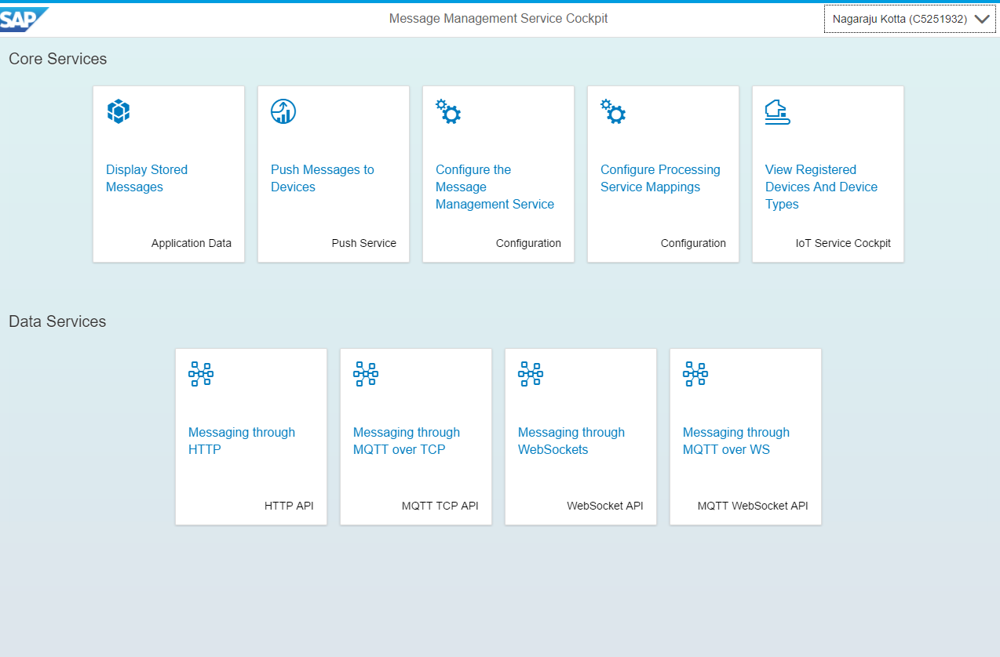 SAP
Message Management Service Cockpit
Nagaraju Kotta (C5251932)
Core Services
Display Stored
Messages
Application Data
Push Messages to
Devices
Push Service
Configure the
Message
Management Service
Configuration
Configure Processing
Service Mappings
Configuration
View Registered
Devices And Device
Types
IoT Service Cockpit
Data Services
Messaging through
HTTP
HTTP API
Messaging through
MQTT over TCP
MQTT TCP API
Messaging through
WebSockets
WebSocket API
Messaging through
MQTT over WS
MQTT WebSocket API